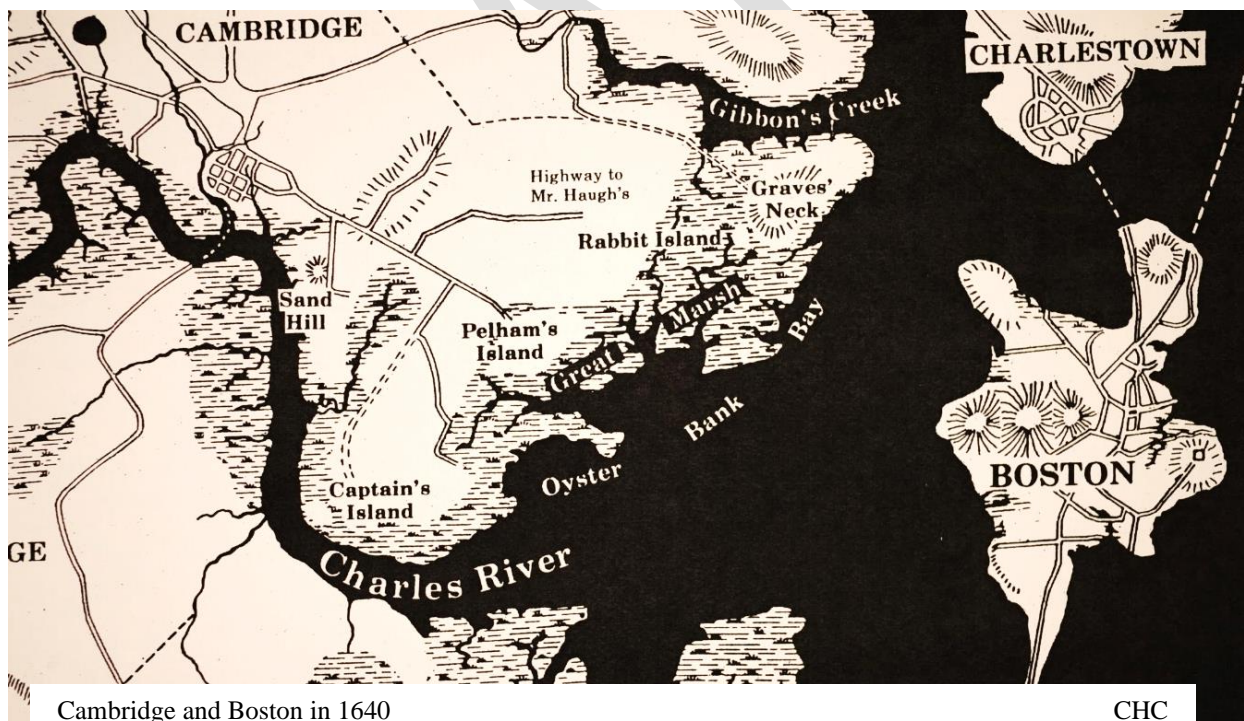 CAMBRIDGE
CHARLESTOWN
Gibbon's Creek
Highway to
Mr. Haugh's
Graves'
Neck
Rabbit Island
Sand
Hill
Pelham's
Island
Great Marsh
Oyster Bank Bay
BOSTON
Captain's
Island
GE
Charles River
Cambridge and Boston in 1640 CHC